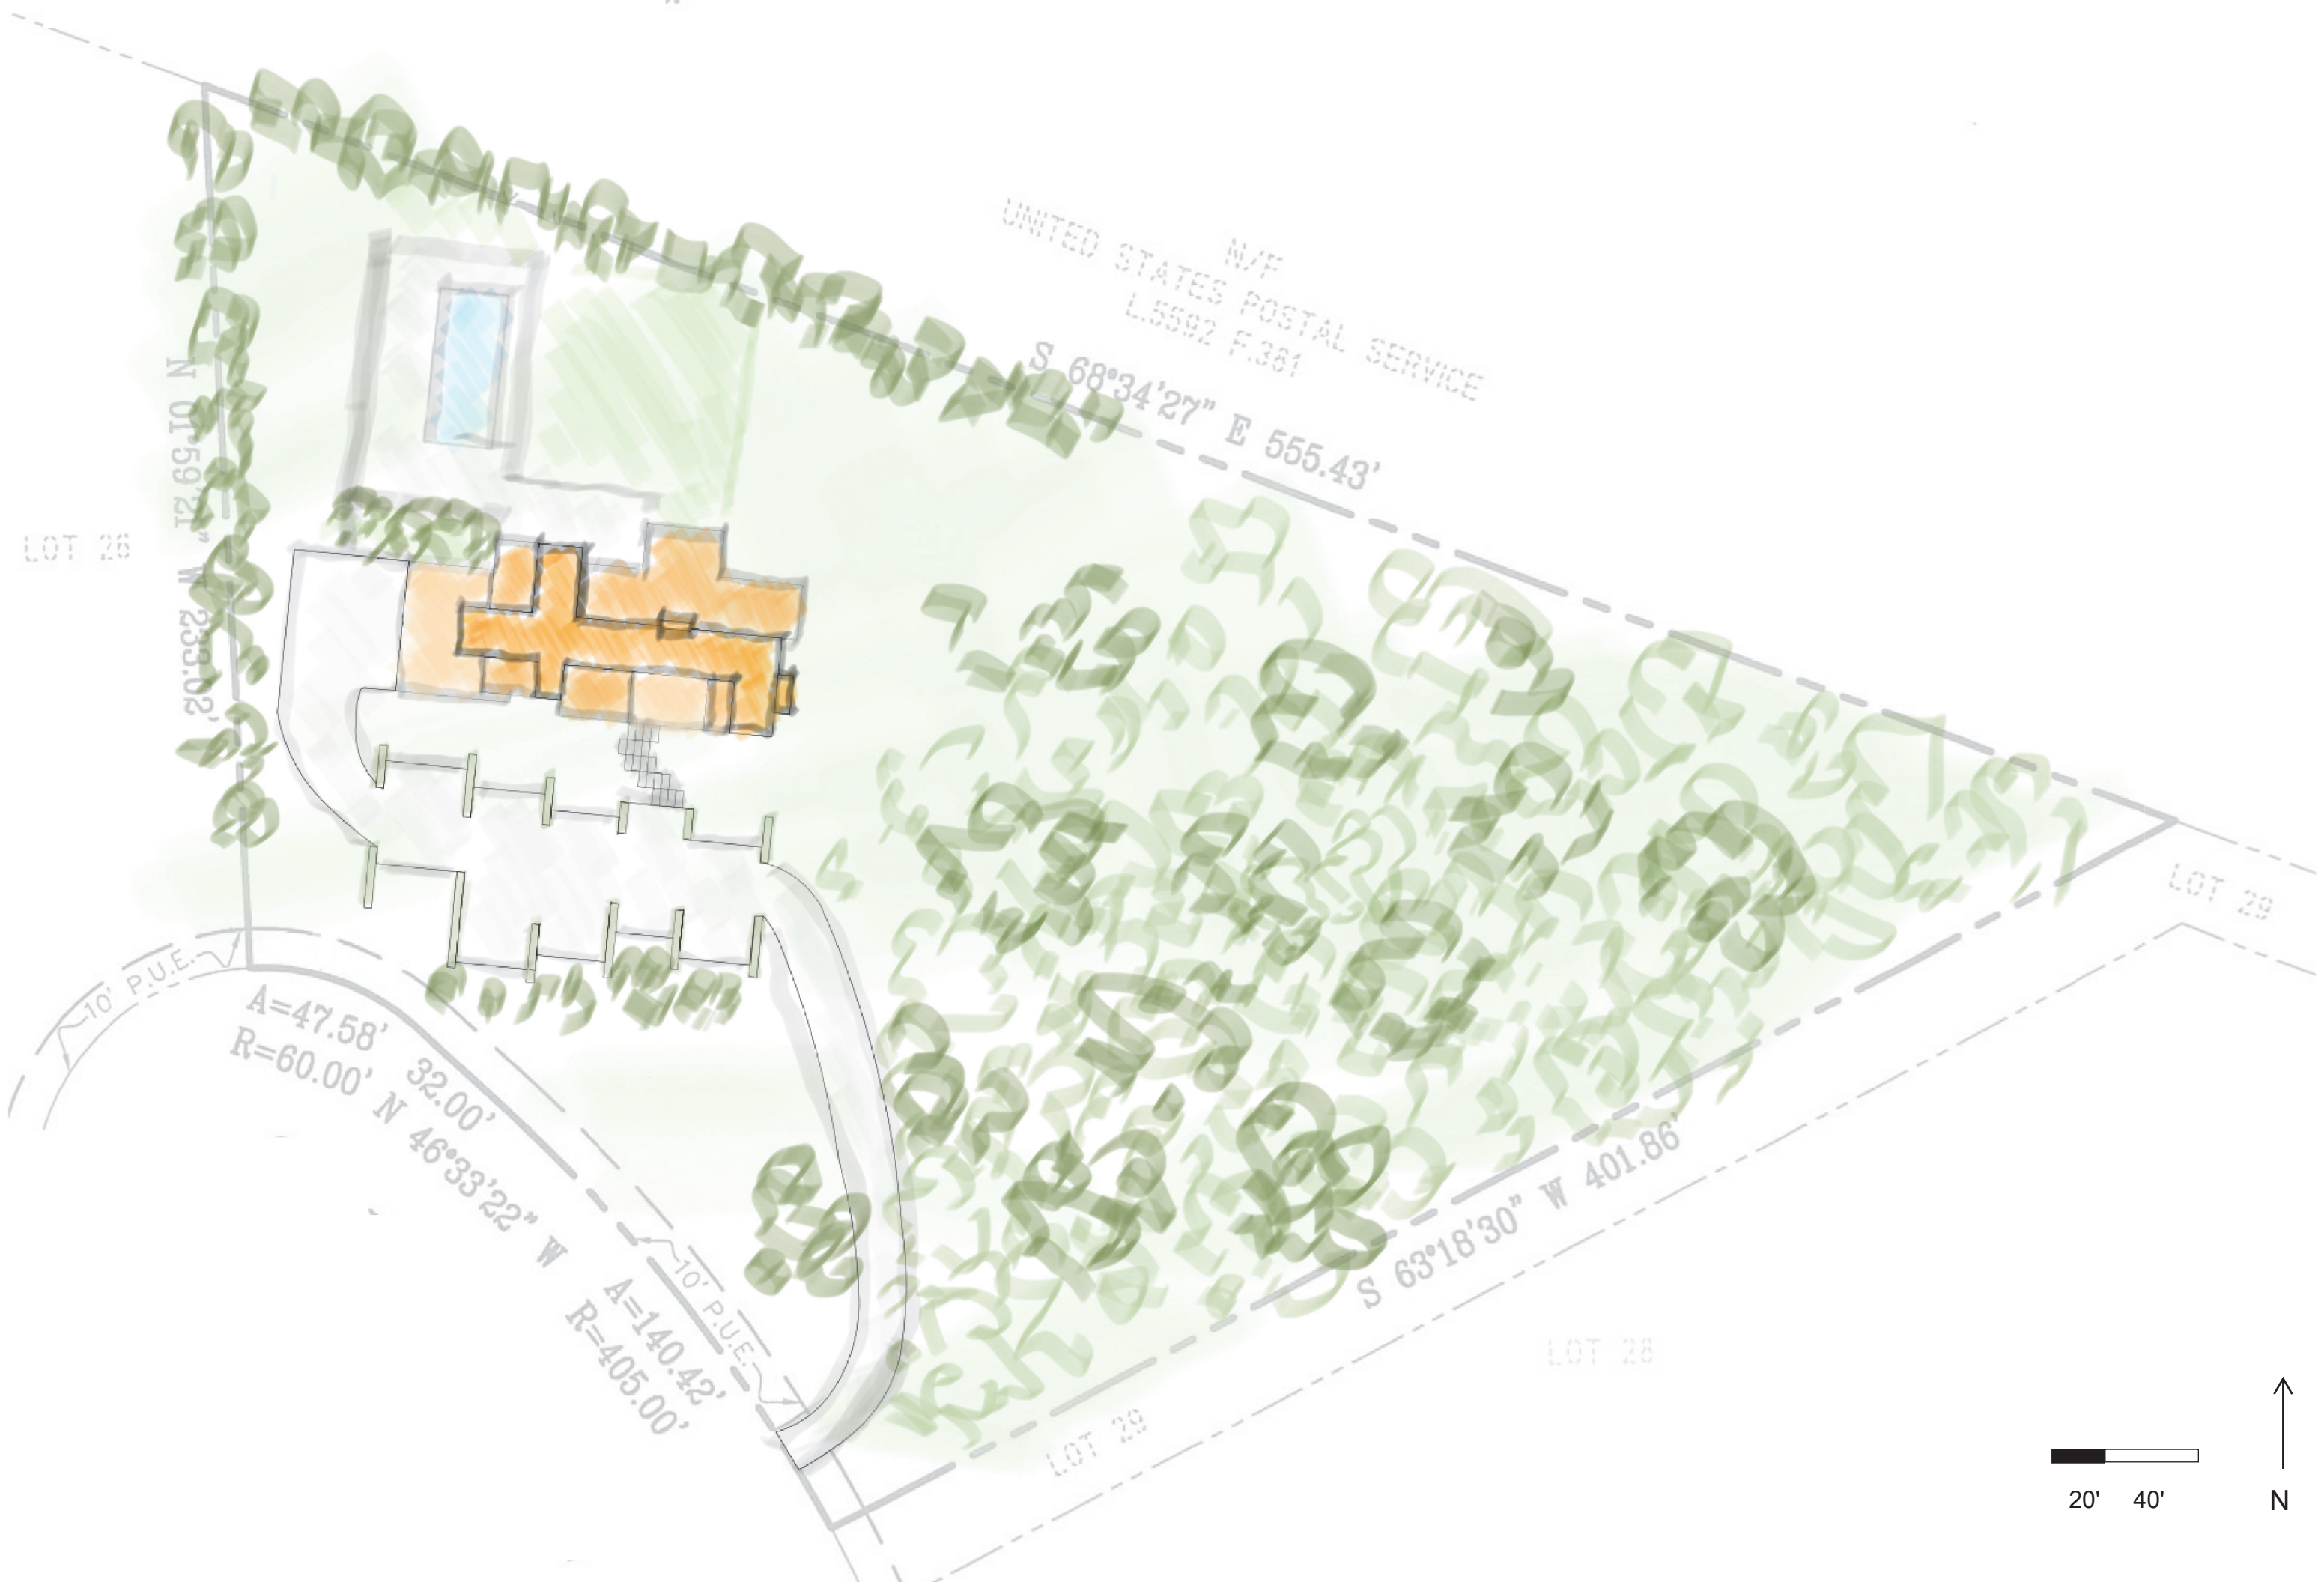 N/F
UNITED STATES POSTAL SERVICE
L.5592 F.381
S 68°34'27" E 555.43'
N 01°59'21" W 233.02'
LOT 26
LOT 29
10' P.U.E.
A=47.58'
R=60.00'
32.00'
N 46°33'22" W
10' P.U.E.
A=140.42'
R=405.00'
S 63°18'30" W 401.86'
LOT 29
LOT 28
20' 40'
N